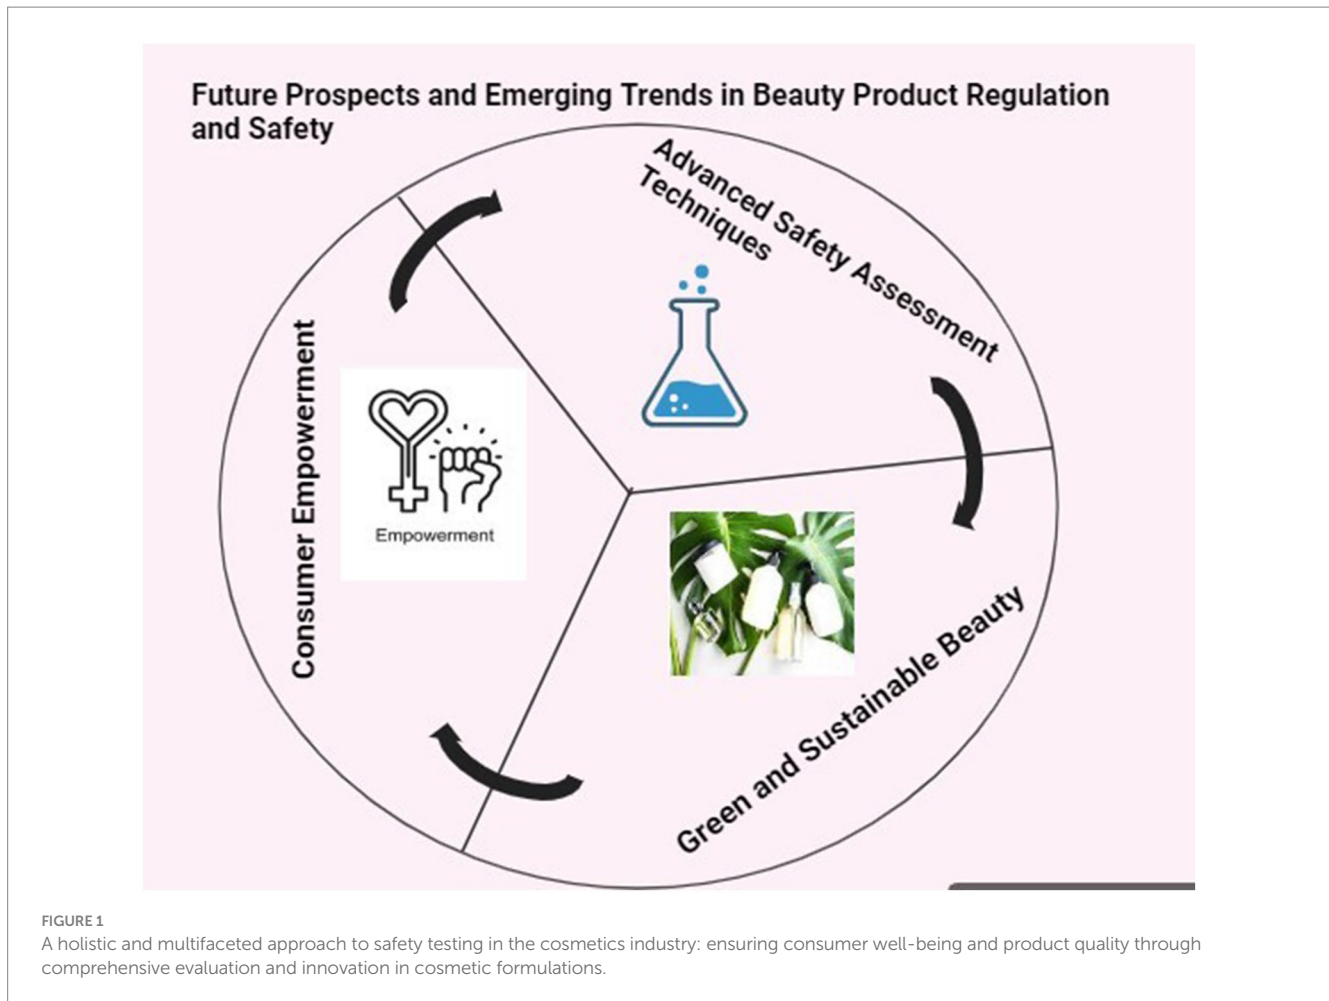 Future Prospects and Emerging Trends in Beauty Product Regulation
and Safety
Advanced Safety Assessment
Techniques
Consumer Empowerment
Empowerment
Green and Sustainable Beauty
FIGURE 1
A holistic and multifaceted approach to safety testing in the cosmetics industry: ensuring consumer well-being and product quality through
comprehensive evaluation and innovation in cosmetic formulations.